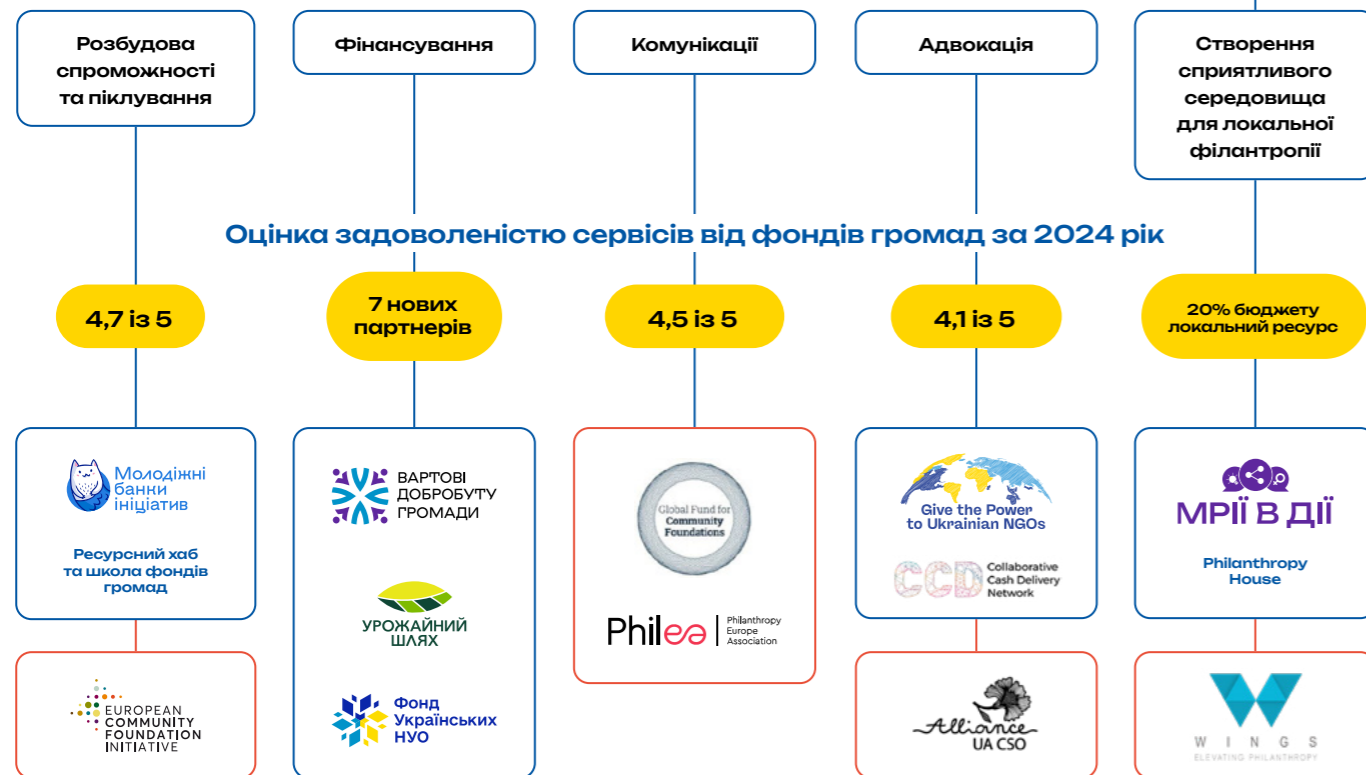 Розбудова
спроможності
та піклування
Фінансування
Комунікації
Адвокація
Створення
сприятливого
середовища
для локальної
філантропії
Оцінка задоволеністю сервісів від фондів громад за 2024 рік
4,7 із 5
7 нових
партнерів
4,5 із 5
4,1 із 5
20% бюджету
локальний ресурс
Молодіжні
банки
ініціатив
Ресурсний хаб
та школа фондів
громад
EUROPEAN
COMMUNITY
FOUNDATION
INITIATIVE
ВАРТОВІ
ДОБРОБУТУ
ГРОМАДИ
УРОЖАЙНИЙ
ШЛЯХ
Фонд
Українських
НУО
Global Fund for
Community
Foundations
Philea
Philanthropy
Europe
Association
Give the Power
to Ukrainian NGOs
CCD
Collaborative
Cash Delivery
Network
Alliance
UA CSO
МРІЇ В ДІЇ
Philanthropy
House
WINGS
ELEVATING PHILANTHROPY